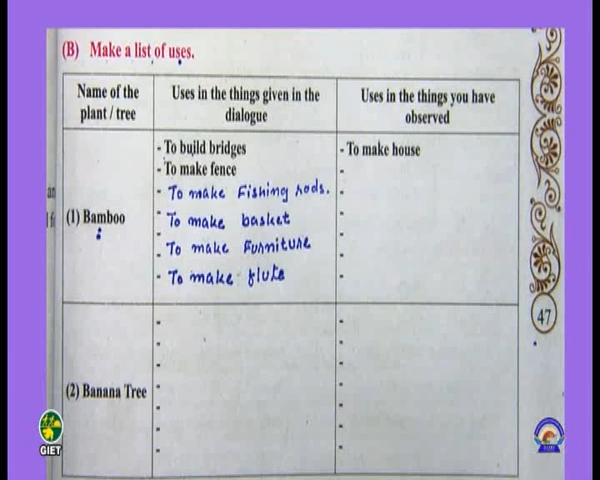 (B) Make a list of uses.
Name of the plant / tree
Uses in the things given in the dialogue
Uses in the things you have observed
(1) Bamboo
- To build bridges
- To make fence
- To make Fishing rods.
- To make basket
- To make Furniture
- To make flute
- To make house
(2) Banana Tree
47
GIET